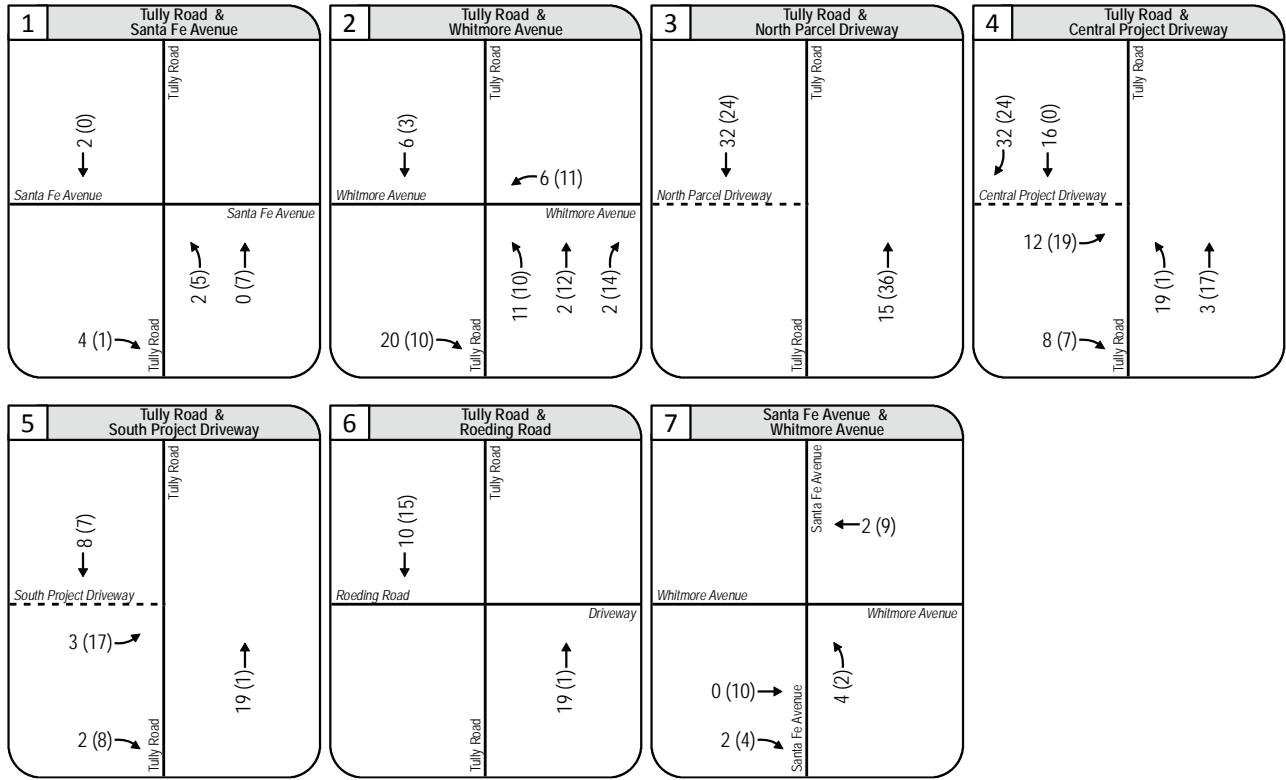 1
Tully Road &
Santa Fe Avenue
Tully Road
2 (0)
Santa Fe Avenue
Santa Fe Avenue
2 (5)
0 (7)
4 (1)
Tully Road
2
Tully Road &
Whitmore Avenue
Tully Road
6 (3)
6 (11)
Whitmore Avenue
Whitmore Avenue
11 (10)
2 (12)
2 (14)
20 (10)
Tully Road
3
Tully Road &
North Parcel Driveway
Tully Road
32 (24)
North Parcel Driveway
15 (36)
Tully Road
4
Tully Road &
Central Project Driveway
Tully Road
32 (24)
16 (0)
Central Project Driveway
12 (19)
19 (1)
3 (17)
8 (7)
Tully Road
5
Tully Road &
South Project Driveway
Tully Road
8 (7)
South Project Driveway
3 (17)
19 (1)
2 (8)
Tully Road
6
Tully Road &
Roeding Road
Tully Road
10 (15)
Roeding Road
Driveway
19 (1)
Tully Road
7
Santa Fe Avenue &
Whitmore Avenue
Santa Fe Avenue
2 (9)
Whitmore Avenue
Whitmore Avenue
4 (2)
0 (10)
2 (4)
Santa Fe Avenue